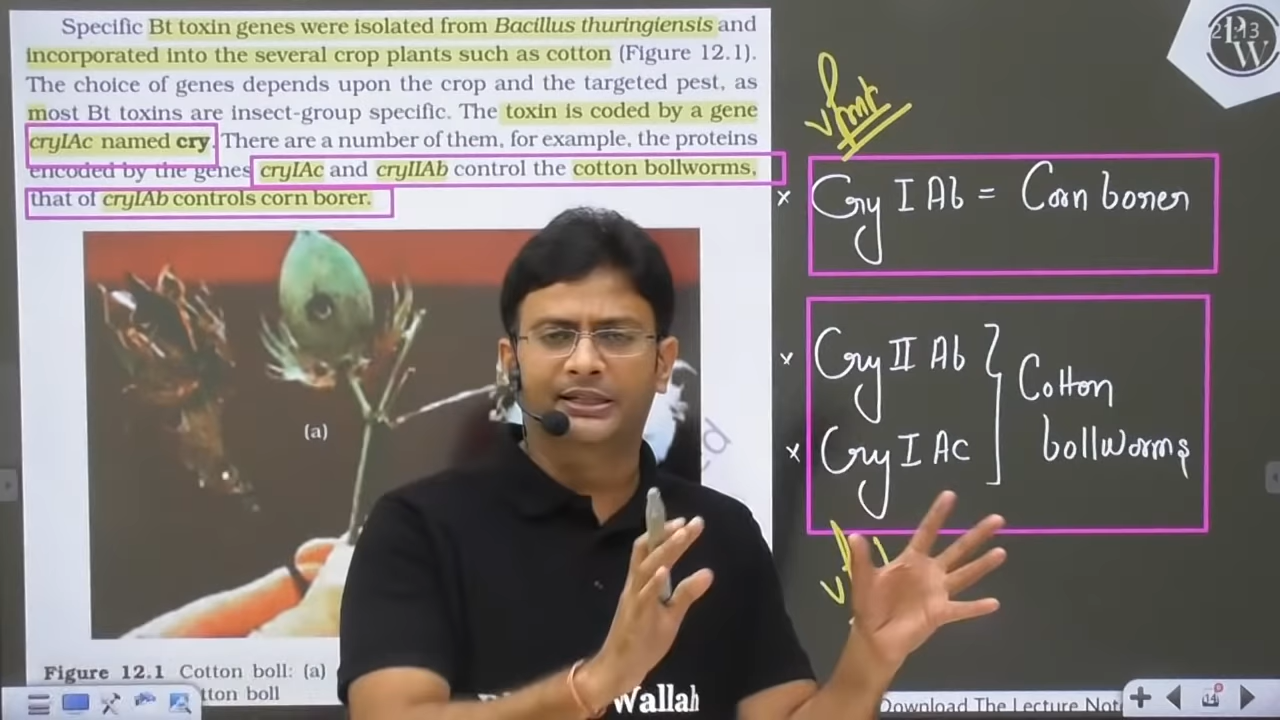 Specific Bt toxin genes were isolated from Bacillus thuringiensis and
incorporated into the several crop plants such as cotton (Figure 12.1).
The choice of genes depends upon the crop and the targeted pest, as
most Bt toxins are insect-group specific. The toxin is coded by a gene
cryIAc named cry. There are a number of them, for example, the proteins
encoded by the genes cryIAc and cryIIAb control the cotton bollworms,
that of cryIAb controls corn borer.
(a)
Figure 12.1 Cotton boll: (a)
tton boll
Wallah
PW
vv Imt
Cry I Ab = Corn borer
Cry II Ab
Cry I Ac
Cotton
bollworms
Download The Lecture Not
14